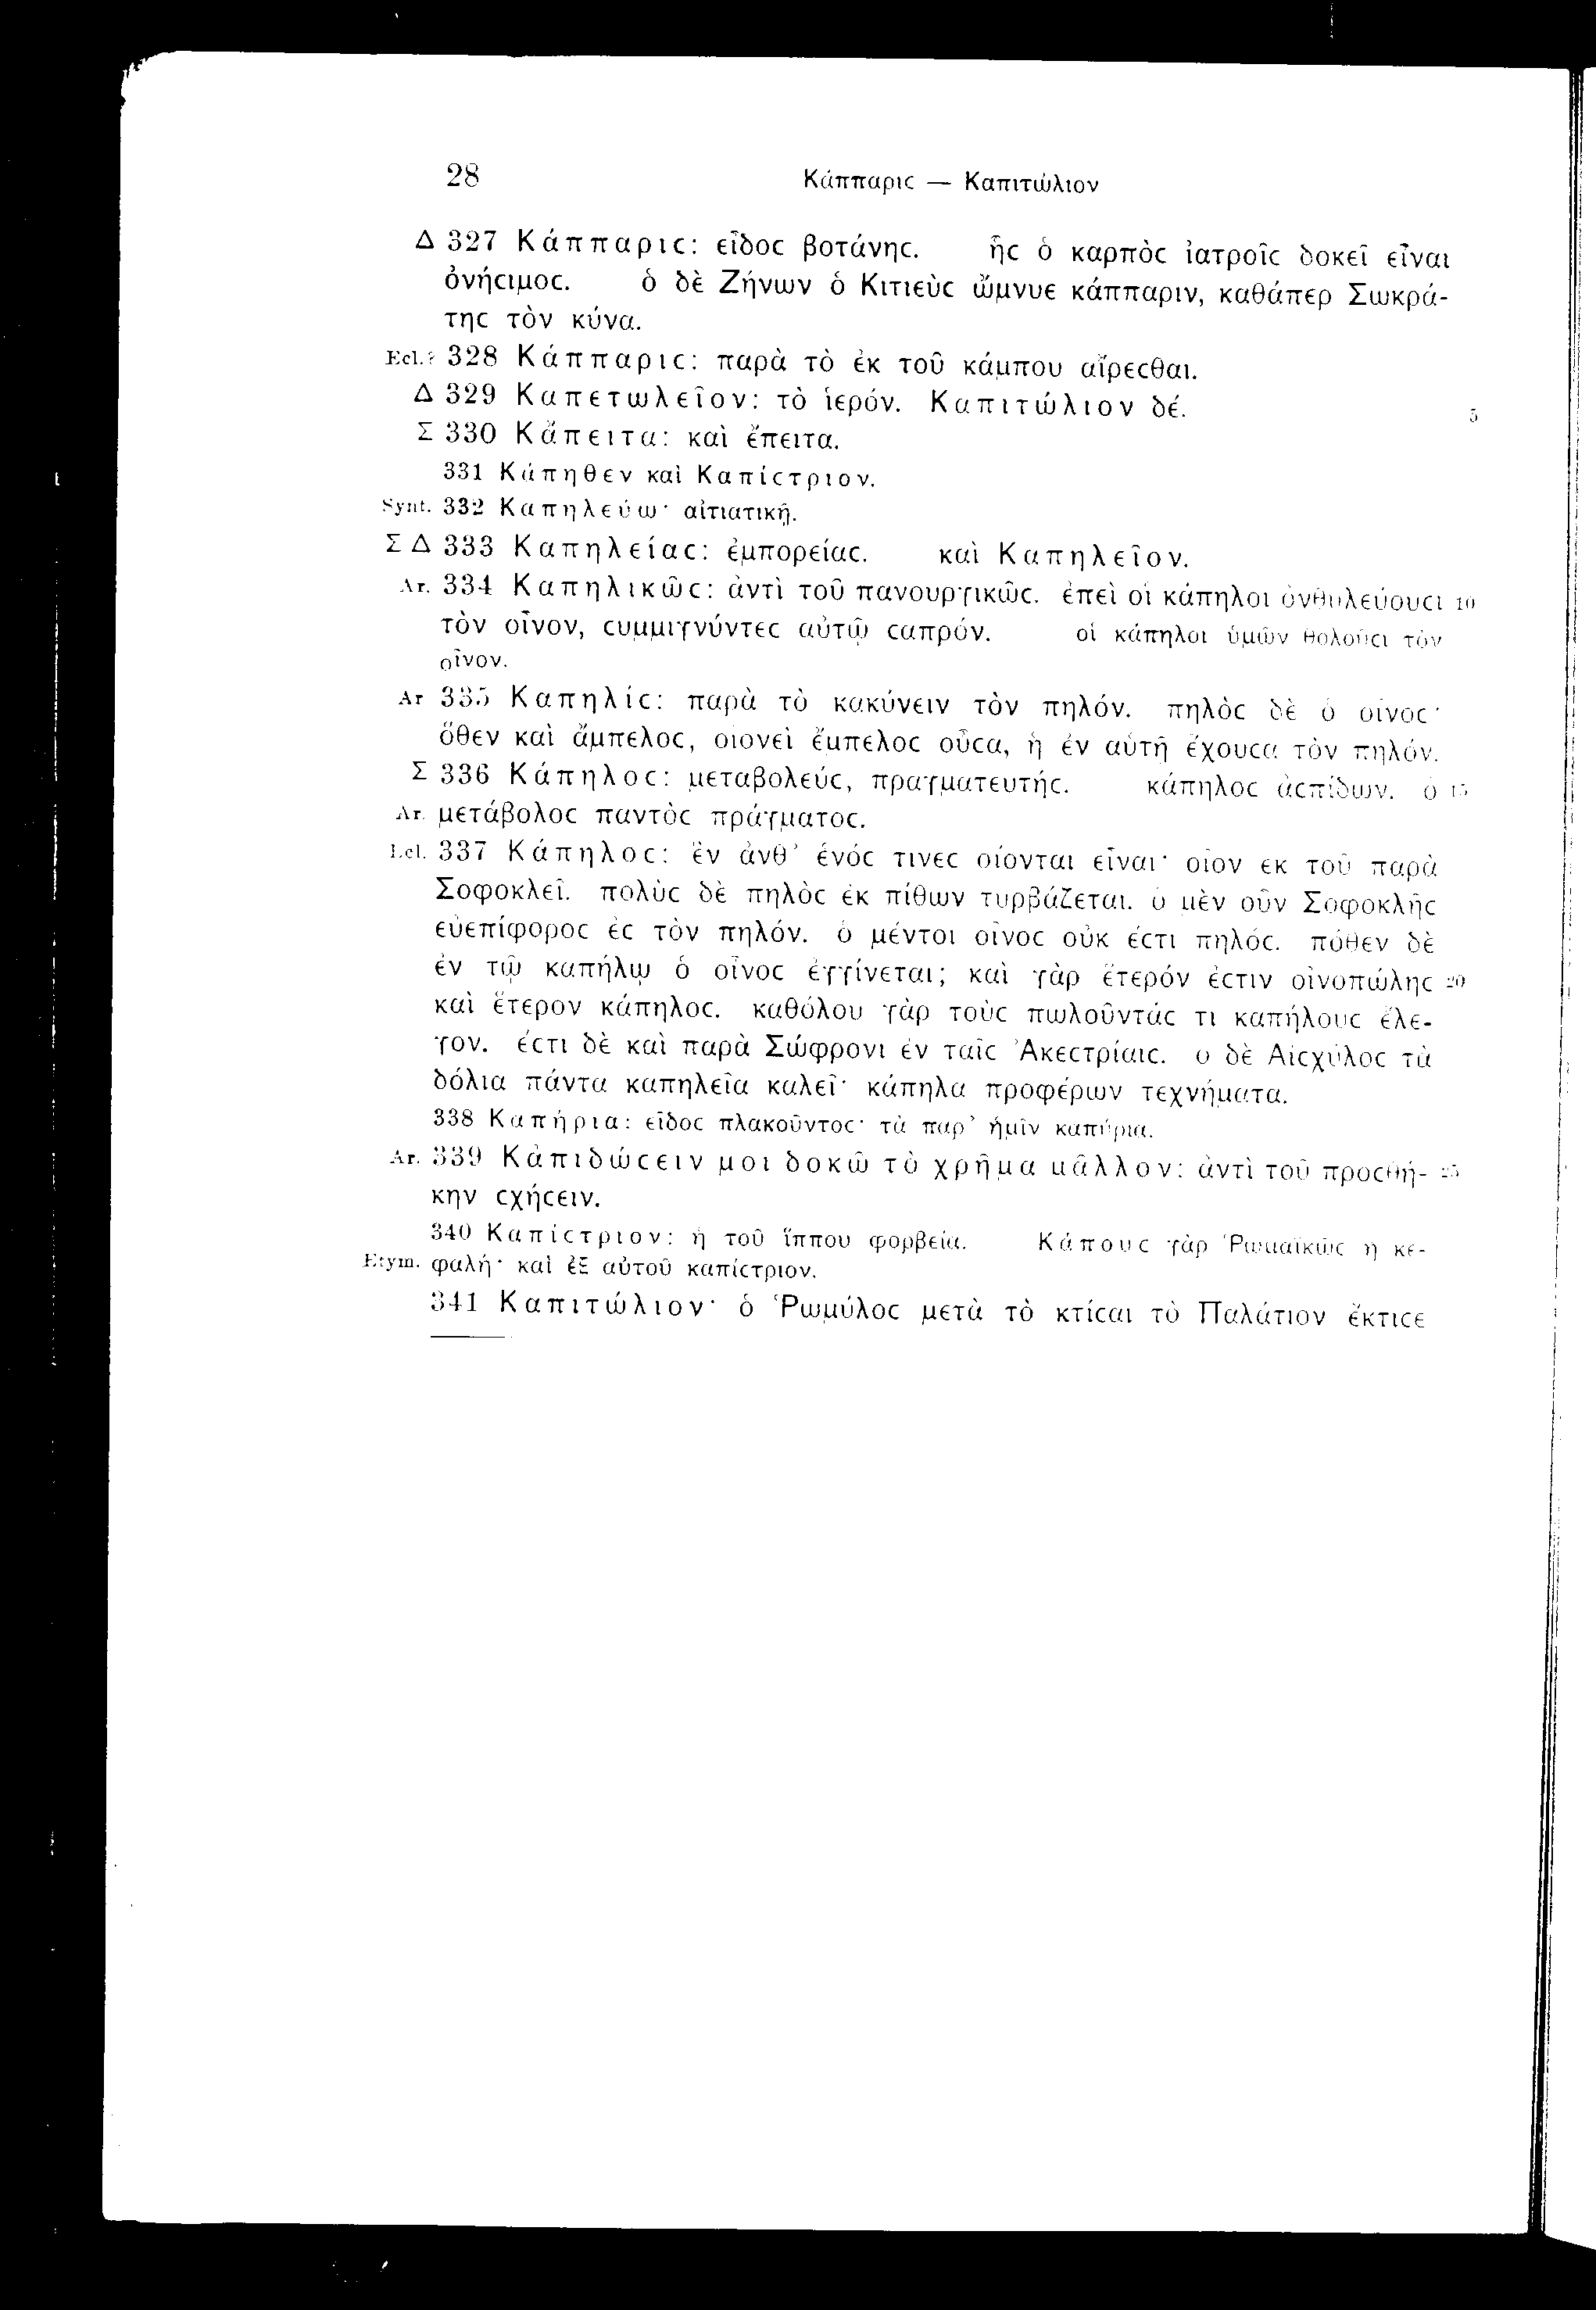 28 Κάππαριϲ — Καπιτώλιον
Δ 327 Κάππαριϲ: εἶδοϲ βοτάνηϲ. ἧϲ ὁ καρπὸϲ ἰατροῖϲ δοκεῖ εἶναι
ὀνήϲιμοϲ. ὁ δὲ Ζήνων ὁ Κιτιεὺϲ ὤμνυε κάππαριν, καθάπερ Σωκρά-
τηϲ τὸν κύνα.
Ecl.? 328 Κάππαριϲ: παρὰ τὸ ἐκ τοῦ κάμπου αἴρεϲθαι.
Δ 329 Καπετωλεῖον: τὸ ἱερόν. Καπιτώλιον δέ. 5
Σ 330 Κἄπειτα: καὶ ἔπειτα.
331 Κάπηθεν καὶ Καπίϲτριον.
Synt. 332 Καπηλεύω· αἰτιατικῇ.
Σ Δ 333 Καπηλείαϲ: ἐμπορείαϲ. καὶ Καπηλεῖον.
Ar. 334 Καπηλικῶϲ: ἀντὶ τοῦ πανουργικῶϲ. ἐπεὶ οἱ κάπηλοι ὀνθυλεύουϲι 10
τὸν οἶνον, ϲυμμιγνύντεϲ αὐτῷ ϲαπρόν. οἱ κάπηλοι ὑμῶν θολοῦϲι τὸν
οἶνον.
Ar 335 Καπηλίϲ: παρὰ τὸ κακύνειν τὸν πηλόν. πηλὸϲ δὲ ὁ οἶνοϲ·
ὅθεν καὶ ἄμπελοϲ, οἱονεὶ ἔμπελοϲ οὖϲα, ἡ ἐν αὑτῇ ἔχουϲα τὸν πηλόν.
Σ 336 Κάπηλοϲ: μεταβολεύϲ, πραγματευτήϲ. κάπηλοϲ ἀϲπίδων. ὁ 15
Ar. μετάβολοϲ παντὸϲ πράγματοϲ.
Ecl. 337 Κάπηλοϲ: ἓν ἀνθ’ ἑνόϲ τινεϲ οἴονται εἶναι· οἷον ἐκ τοῦ παρὰ
Σοφοκλεῖ. πολὺϲ δὲ πηλὸϲ ἐκ πίθων τυρβάζεται. ὁ μὲν οὖν Σοφοκλῆϲ
εὐεπίφοροϲ ἐϲ τὸν πηλόν. ὁ μέντοι οἶνοϲ οὐκ ἔϲτι πηλόϲ. πόθεν δὲ
ἐν τῷ καπήλῳ ὁ οἶνοϲ ἐγγίνεται; καὶ γὰρ ἕτερόν ἐϲτιν οἰνοπώληϲ 20
καὶ ἕτερον κάπηλοϲ. καθόλου γὰρ τοὺϲ πωλοῦντάϲ τι καπήλουϲ ἔλε-
γον. ἔϲτι δὲ καὶ παρὰ Σώφρονι ἐν ταῖϲ Ἀκεϲτρίαιϲ. ὁ δὲ Αἰϲχύλοϲ τὰ
δόλια πάντα καπηλεῖα καλεῖ· κάπηλα προφέρων τεχνήματα.
338 Καπήρια: εἶδοϲ πλακοῦντοϲ· τὰ παρ’ ἡμῖν καπύρια.
Ar. 339 Κἀπιδώϲειν μοι δοκῶ τὸ χρῆμα μᾶλλον: ἀντὶ τοῦ προϲθή- 25
κην ϲχήϲειν.
340 Καπίϲτριον: ἡ τοῦ ἵππου φορβεία. Κάπουϲ γὰρ Ῥωμαϊκῶϲ ἡ κε-
Etym. φαλή· καὶ ἐξ αὐτοῦ καπίϲτριον.
341 Καπιτώλιον· ὁ Ῥωμύλοϲ μετὰ τὸ κτίϲαι τὸ Παλάτιον ἔκτιϲε